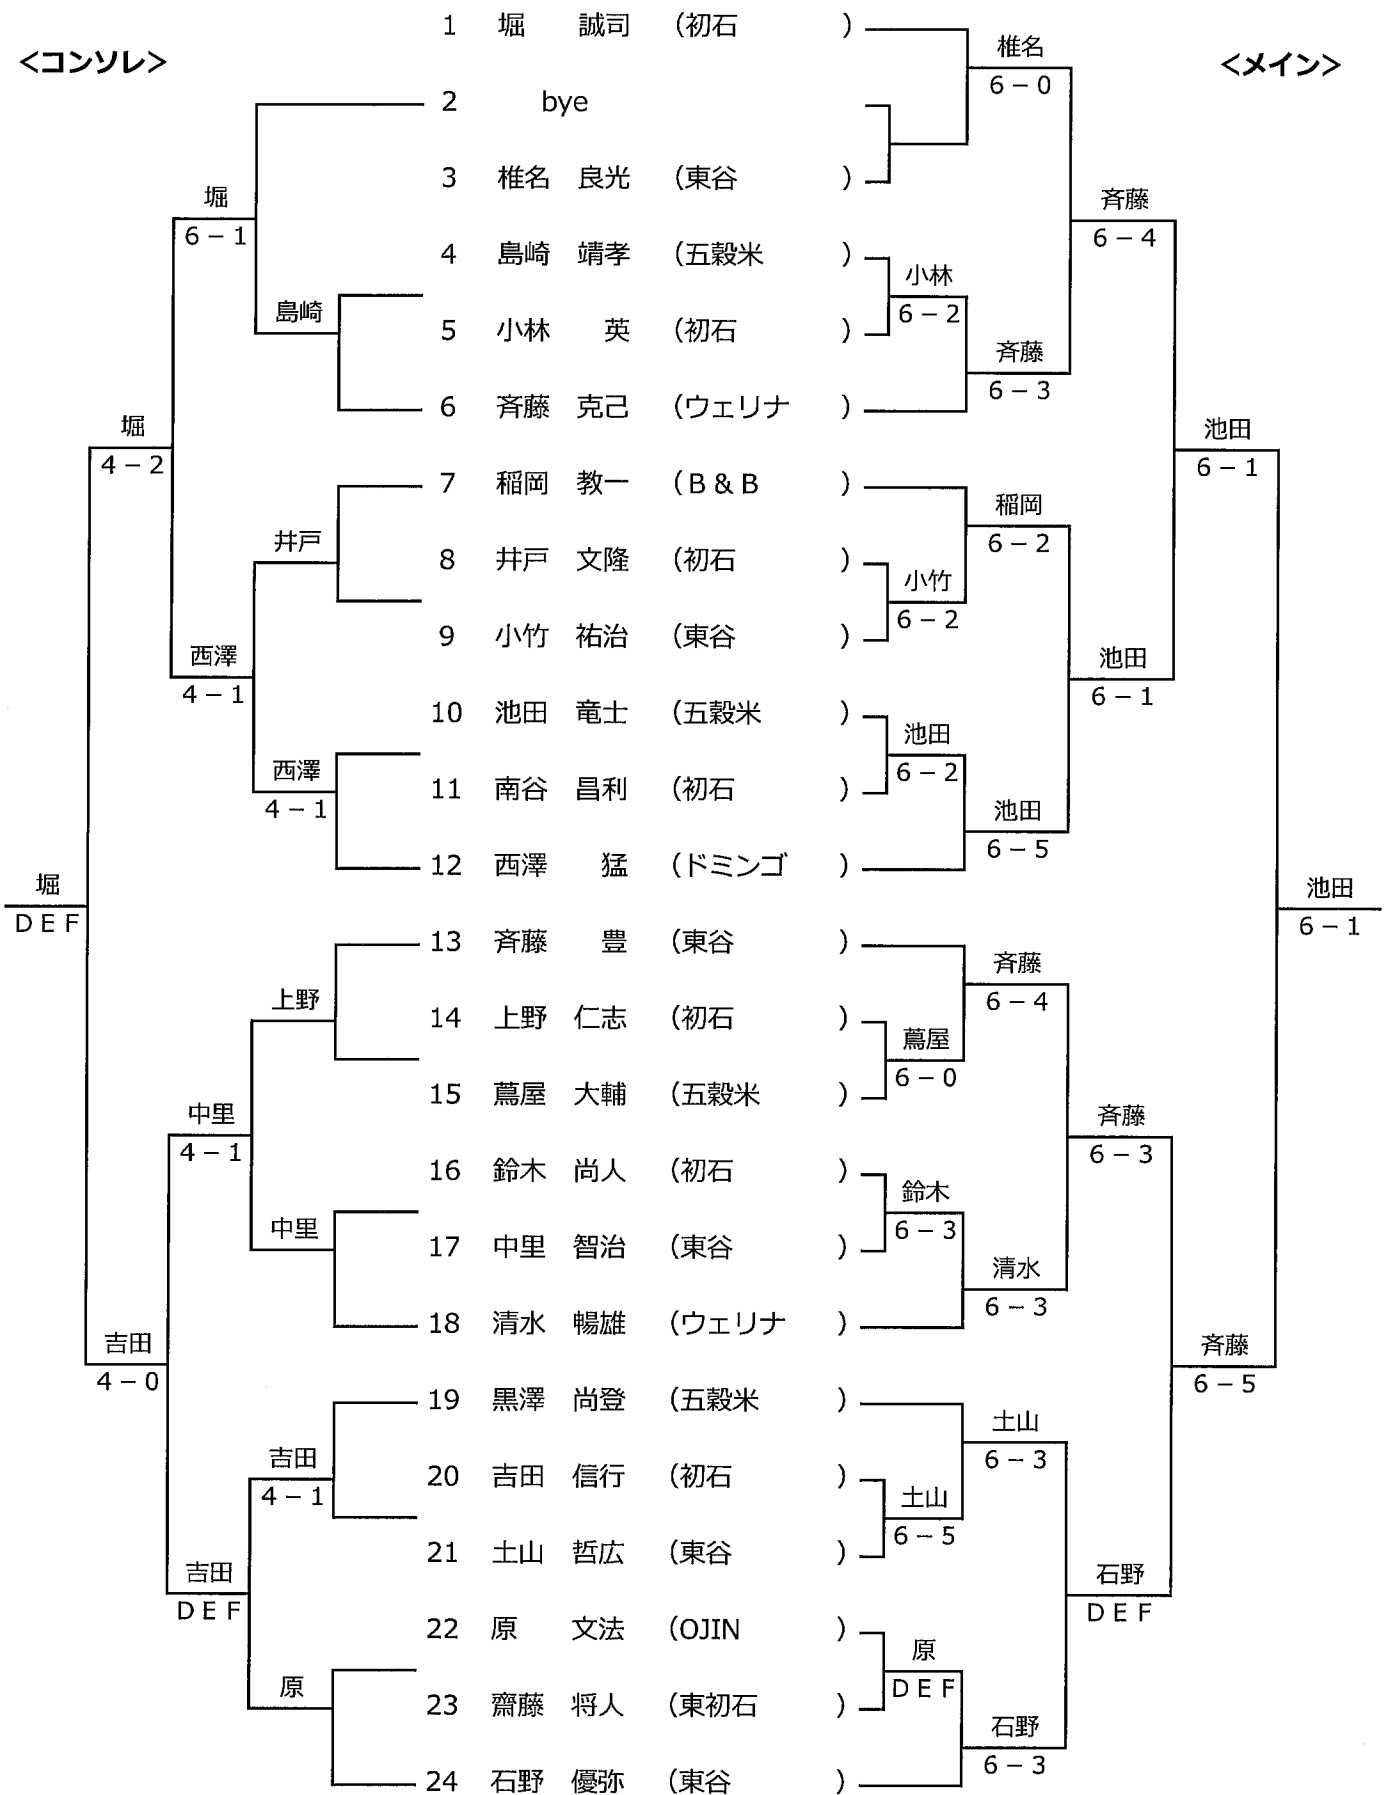 1 堀 誠司 (初石 )
<コンソレ>
<メイン>
椎名
6－0
2 bye
3 椎名 良光 (東谷 )
堀
6－1
斉藤
6－4
4 島崎 靖孝 (五穀米 )
小林
6－2
島崎
5 小林 英 (初石 )
斉藤
6－3
6 斉藤 克己 (ウェリナ )
堀
4－2
池田
6－1
7 稲岡 教一 (B＆B )
稲岡
6－2
井戸
8 井戸 文隆 (初石 )
小竹
6－2
9 小竹 祐治 (東谷 )
西澤
4－1
池田
6－1
10 池田 竜士 (五穀米 )
池田
6－2
西澤
4－1
11 南谷 昌利 (初石 )
池田
6－5
12 西澤 猛 (ドミンゴ )
堀
DEF
池田
6－1
13 斉藤 豊 (東谷 )
斉藤
6－4
上野
14 上野 仁志 (初石 )
蔦屋
6－0
15 蔦屋 大輔 (五穀米 )
中里
4－1
斉藤
6－3
16 鈴木 尚人 (初石 )
鈴木
6－3
中里
17 中里 智治 (東谷 )
清水
6－3
18 清水 暢雄 (ウェリナ )
吉田
4－0
斉藤
6－5
19 黒澤 尚登 (五穀米 )
土山
6－3
吉田
4－1
20 吉田 信行 (初石 )
土山
6－5
21 土山 哲広 (東谷 )
吉田
DEF
石野
DEF
22 原 文法 (OJIN )
原
DEF
原
23 齋藤 将人 (東初石 )
石野
6－3
24 石野 優弥 (東谷 )